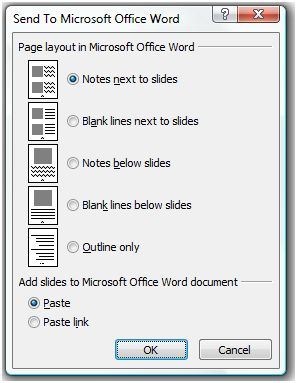 Send To Microsoft Office Word
Page layout in Microsoft Office Word
Notes next to slides
Blank lines next to slides
Notes below slides
Blank lines below slides
Outline only
Add slides to Microsoft Office Word document
Paste
Paste link
OK
Cancel